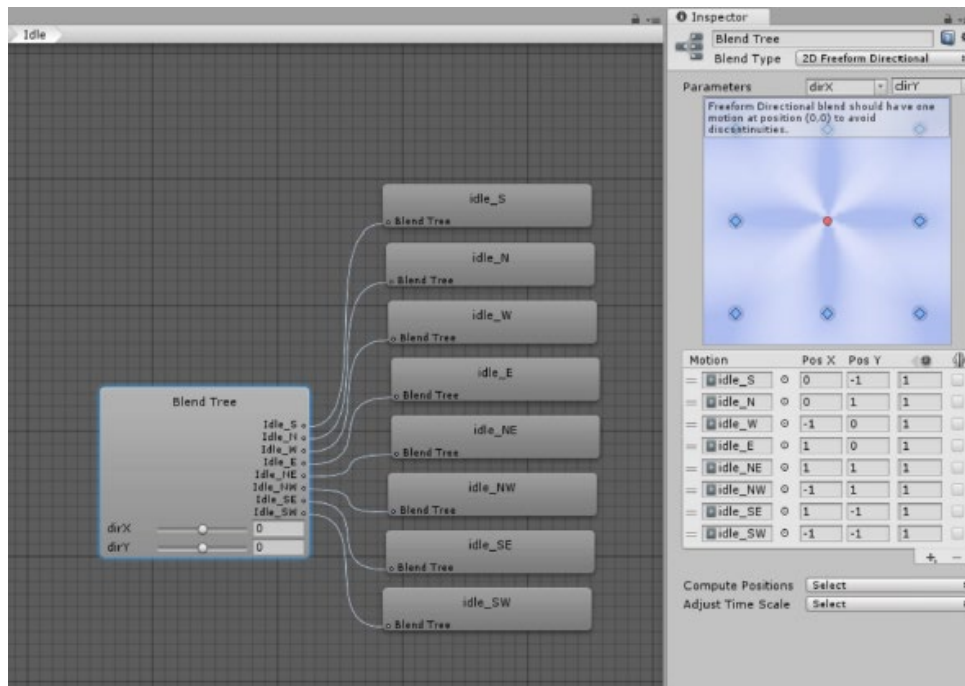 Idle
idle_S
Blend Tree
idle_N
Blend Tree
idle_W
Blend Tree
idle_E
Blend Tree
idle_NE
Blend Tree
idle_NW
Blend Tree
idle_SE
Blend Tree
idle_SW
Blend Tree
Blend Tree
Idle_S
Idle_N
Idle_W
Idle_E
Idle_NE
Idle_NW
Idle_SE
Idle_SW
dirX 0
dirY 0
Inspector
Blend Tree
Blend Type 2D Freeform Directional
Parameters dirX dirY
Freeform Directional blend should have one
motion at position (0,0) to avoid
discontinuities.
Motion Pos X Pos Y
idle_S 0 -1 1
idle_N 0 1 1
idle_W -1 0 1
idle_E 1 0 1
idle_NE 1 1 1
idle_NW -1 1 1
idle_SE 1 -1 1
idle_SW -1 -1 1
Compute Positions Select
Adjust Time Scale Select